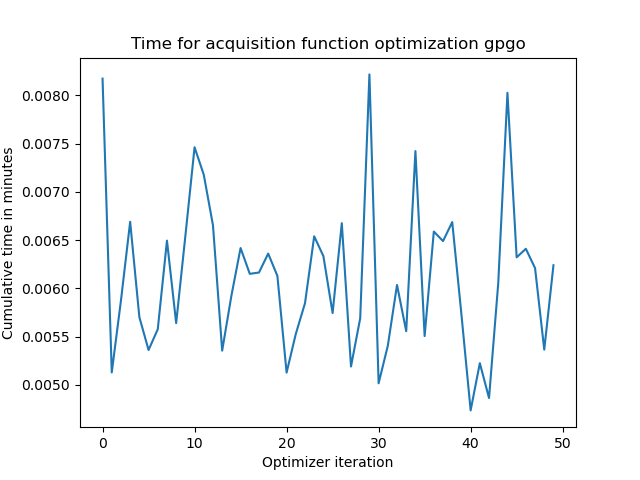 Time for acquisition function optimization gpgo
Cumulative time in minutes
0.0080
0.0075
0.0070
0.0065
0.0060
0.0055
0.0050
0 10 20 30 40 50
Optimizer iteration